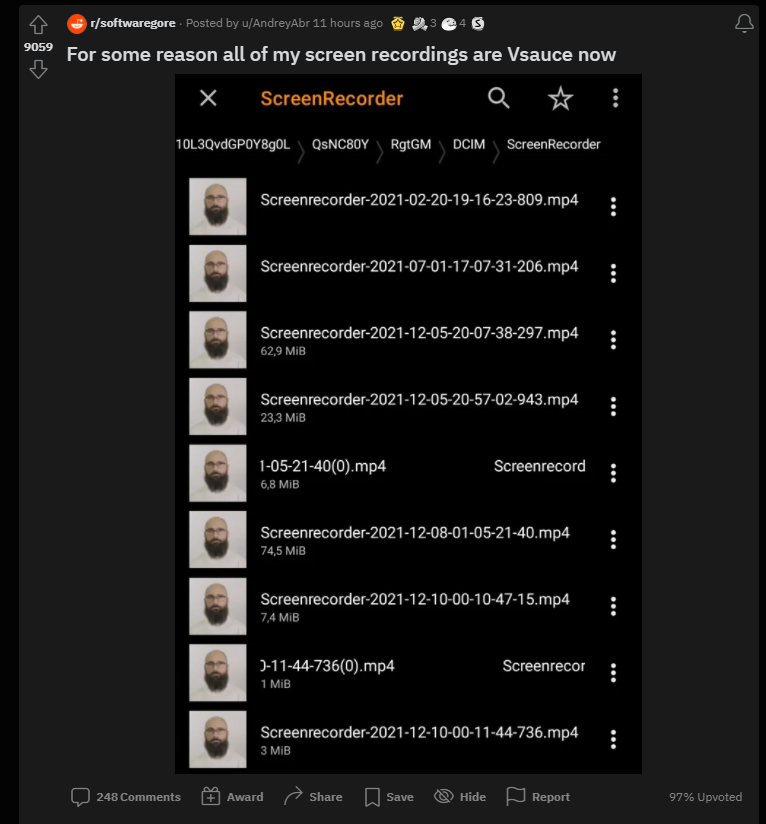 r/softwaregore · Posted by u/AndreyAbr 11 hours ago 3 4 S
9059
For some reason all of my screen recordings are Vsauce now
ScreenRecorder
10L3QvdGP0Y8g0L QsNC80Y RgtGM DCIM ScreenRecorder
Screenrecorder-2021-02-20-19-16-23-809.mp4
Screenrecorder-2021-07-01-17-07-31-206.mp4
Screenrecorder-2021-12-05-20-07-38-297.mp4
62,9 MiB
Screenrecorder-2021-12-05-20-57-02-943.mp4
23,3 MiB
1-05-21-40(0).mp4 Screenrecord
6,8 MiB
Screenrecorder-2021-12-08-01-05-21-40.mp4
74,5 MiB
Screenrecorder-2021-12-10-00-10-47-15.mp4
7,4 MiB
0-11-44-736(0).mp4 Screenrecor
1 MiB
Screenrecorder-2021-12-10-00-11-44-736.mp4
3 MiB
248 Comments Award Share Save Hide Report 97% Upvoted